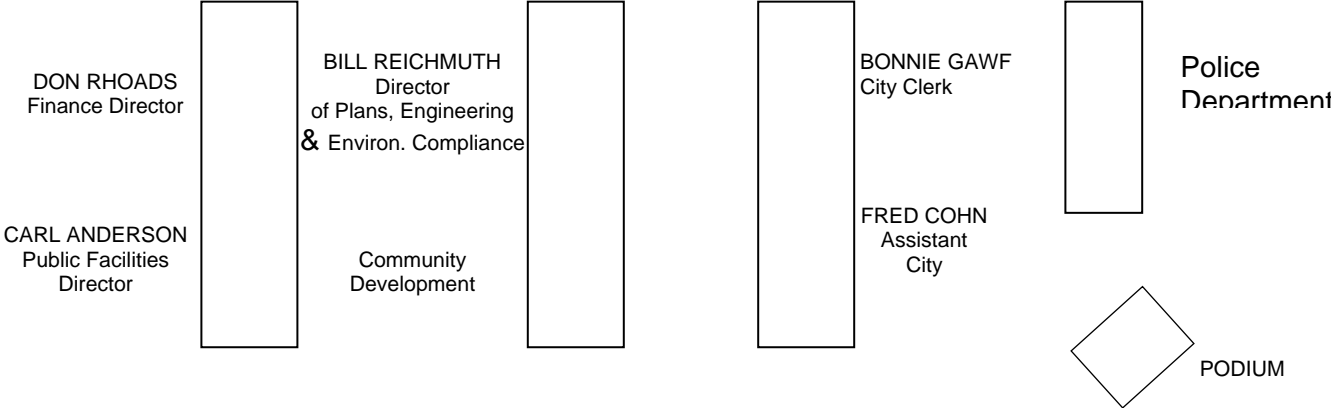 DON RHOADS
Finance Director
CARL ANDERSON
Public Facilities
Director
BILL REICHMUTH
Director
of Plans, Engineering
& Environ. Compliance
Community
Development
BONNIE GAWF
City Clerk
FRED COHN
Assistant
City
Police
Department
PODIUM